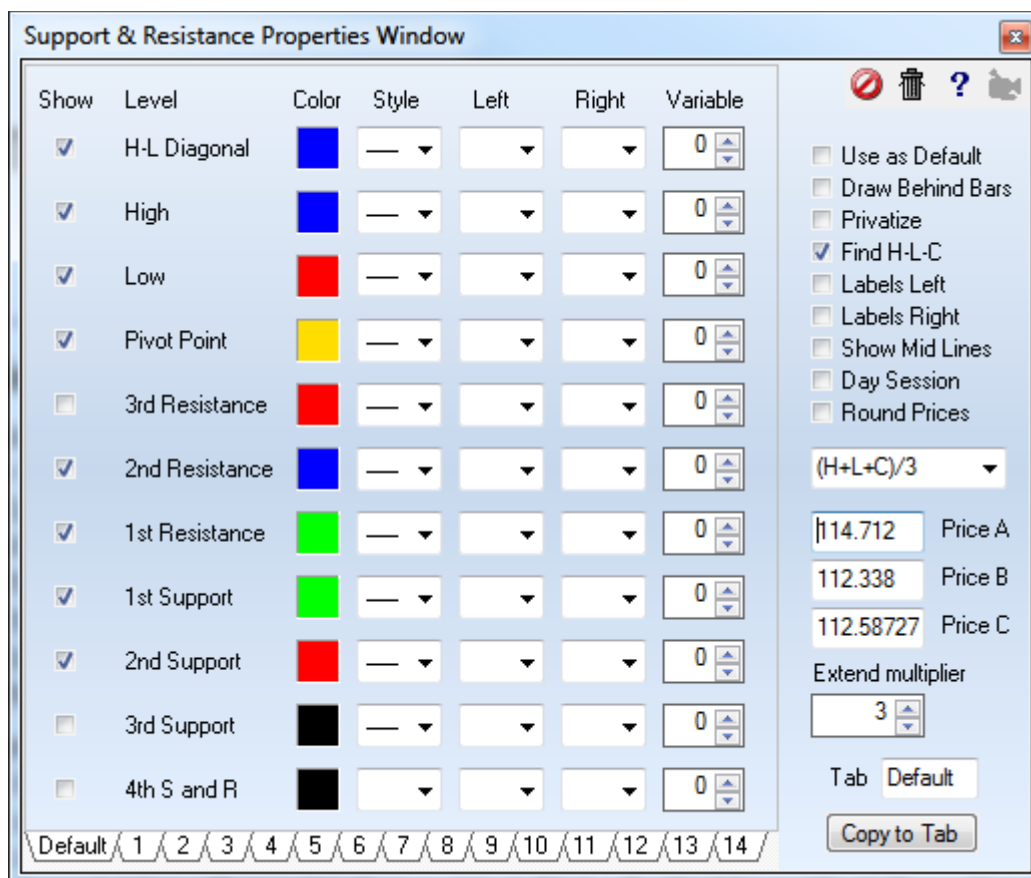 Support & Resistance Properties Window
Show Level Color Style Left Right Variable
H-L Diagonal 0
High 0
Low 0
Pivot Point 0
3rd Resistance 0
2nd Resistance 0
1st Resistance 0
1st Support 0
2nd Support 0
3rd Support 0
4th S and R 0
Default 1 2 3 4 5 6 7 8 9 10 11 12 13 14
?
Use as Default
Draw Behind Bars
Privatize
Find H-L-C
Labels Left
Labels Right
Show Mid Lines
Day Session
Round Prices
(H+L+C)/3
114.712 Price A
112.338 Price B
112.58727 Price C
Extend multiplier
3
Tab Default
Copy to Tab